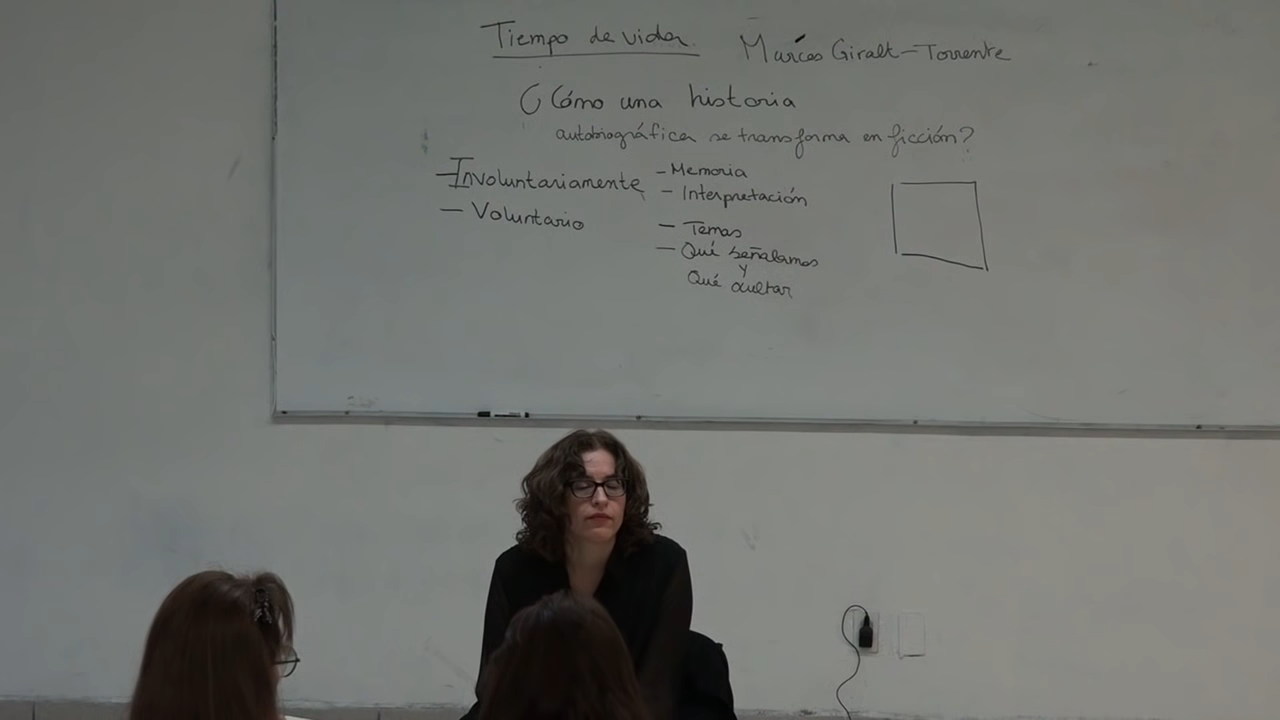 Tiempo de vida Marcos Giralt-Torrente
¿Cómo una historia
autobiográfica se transforma en ficción?
- Involuntariamente - Memoria
- Interpretación
- Voluntario - Temas
- Qué señalamos
y
Qué ocultar